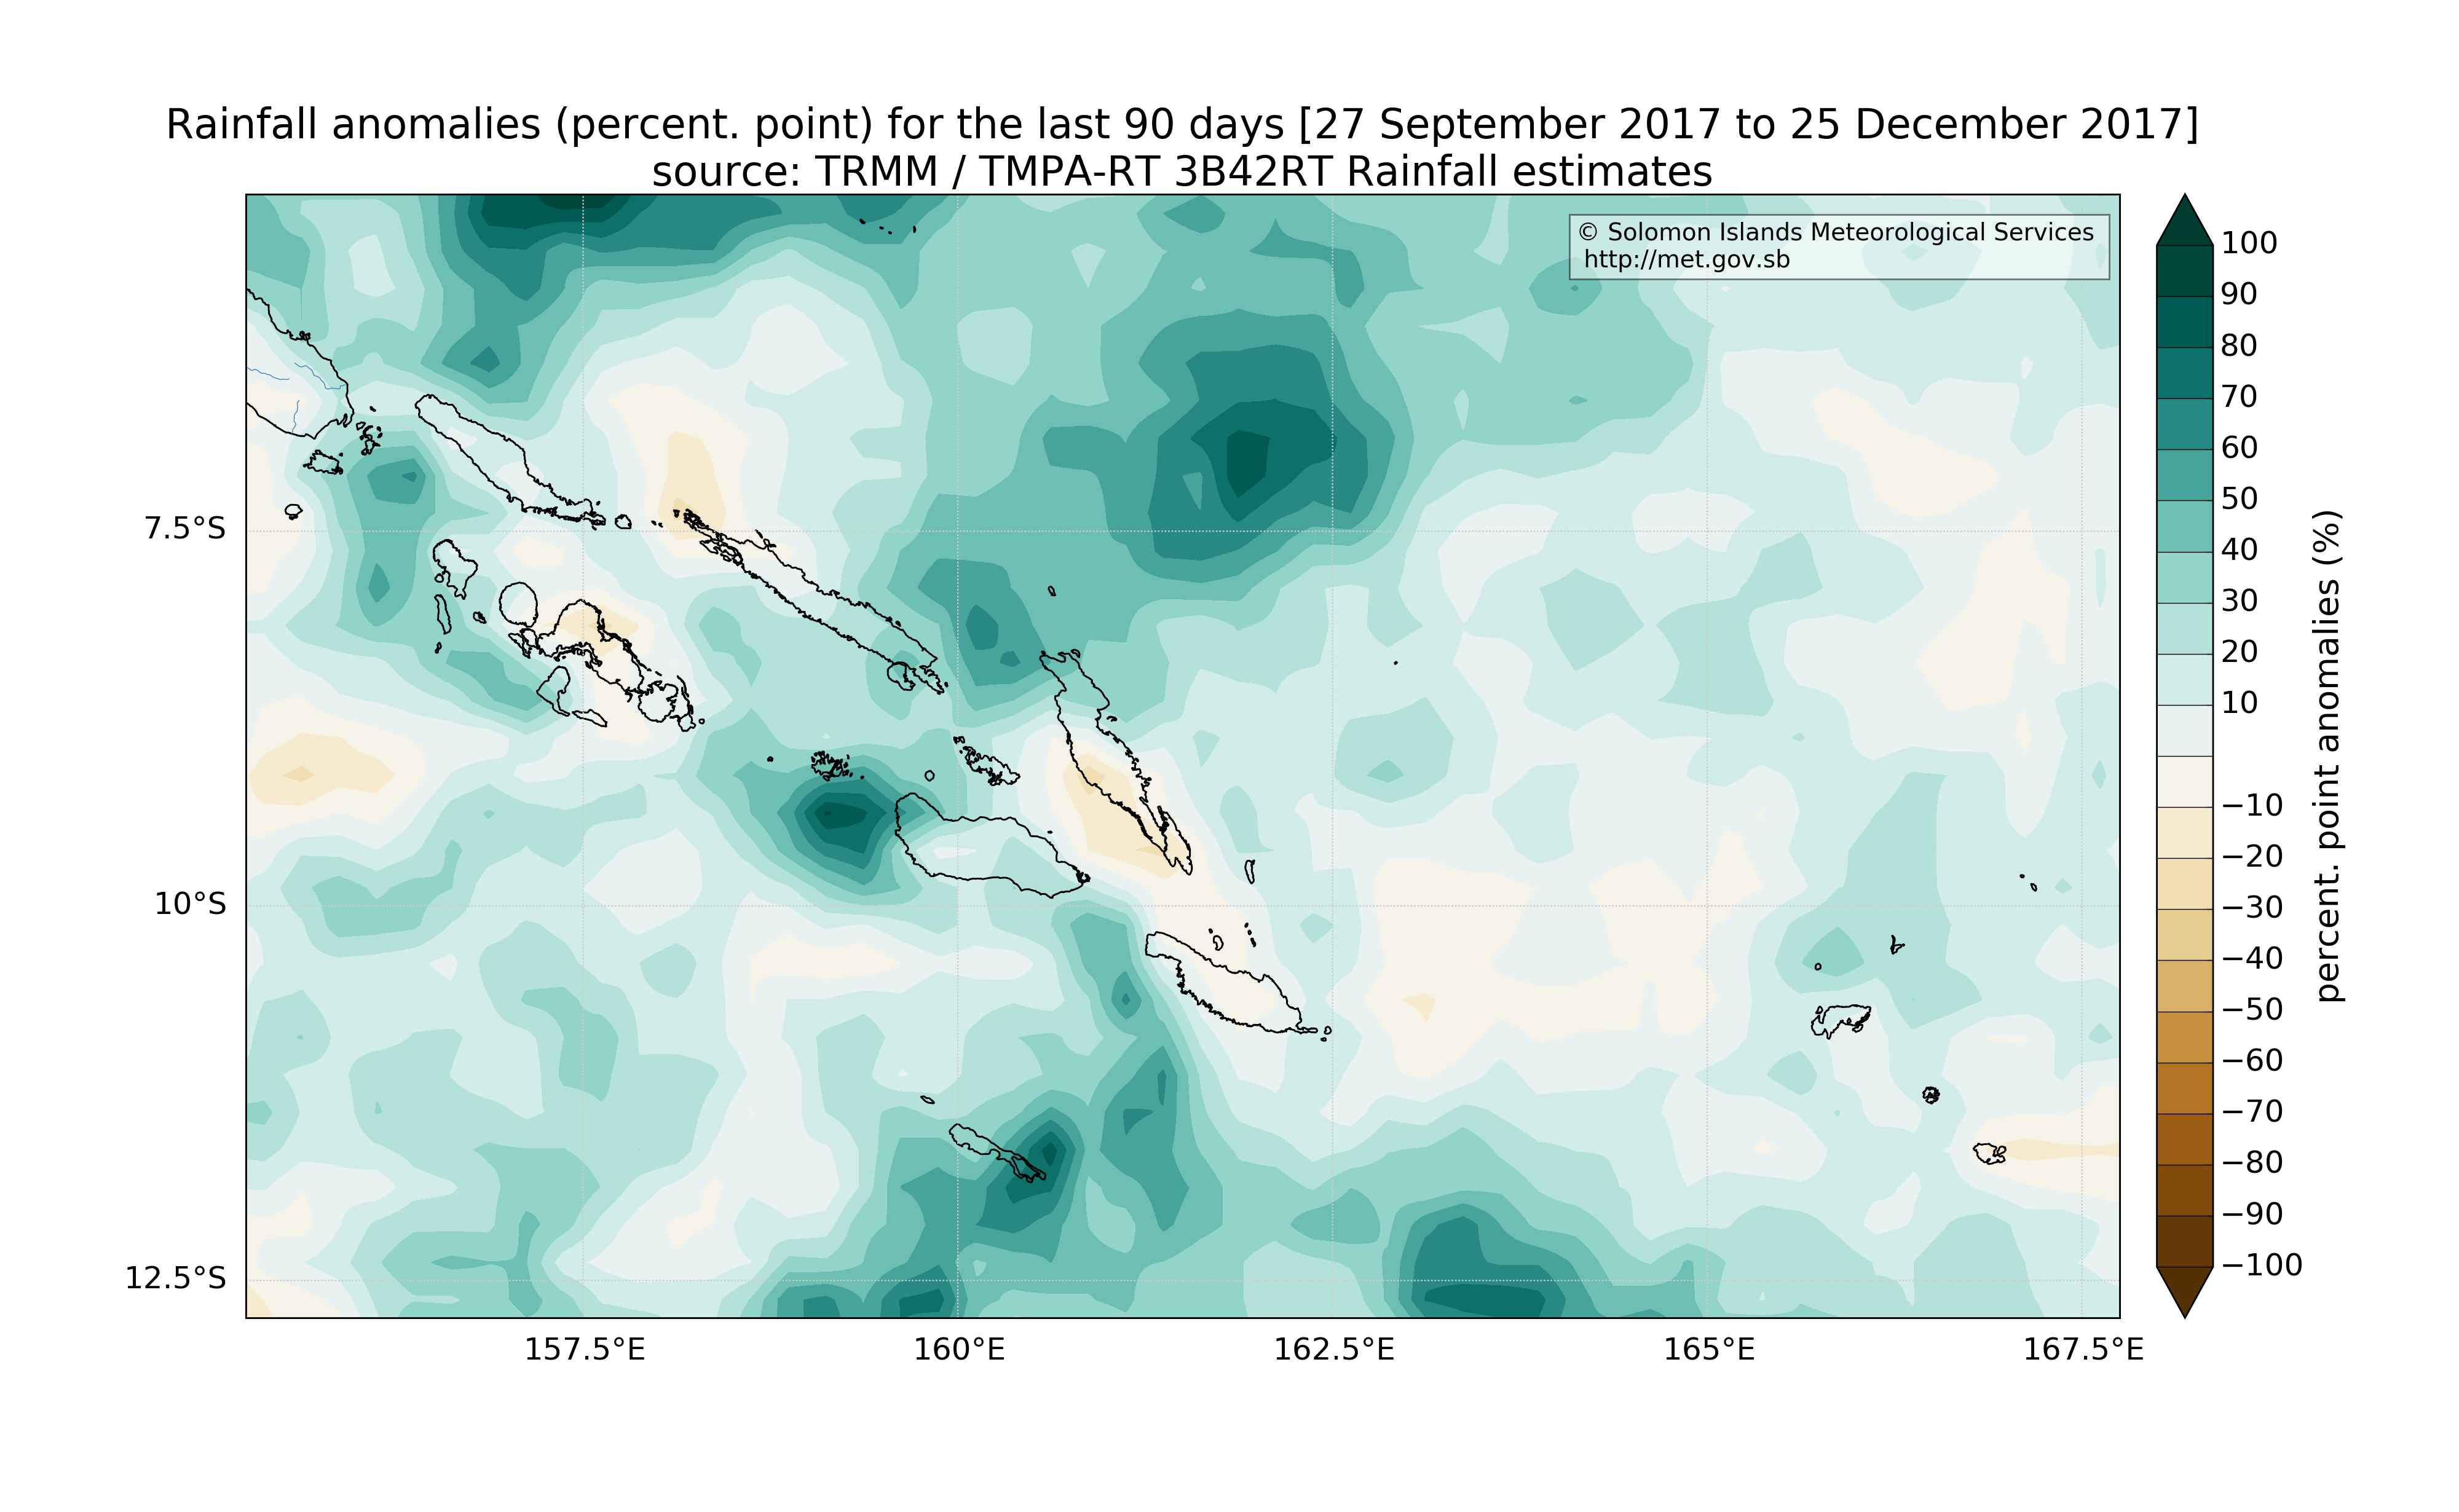 Rainfall anomalies (percent. point) for the last 90 days [27 September 2017 to 25 December 2017]
source: TRMM / TMPA-RT 3B42RT Rainfall estimates
© Solomon Islands Meteorological Services
http://met.gov.sb
7.5°S
10°S
12.5°S
157.5°E
160°E
162.5°E
165°E
167.5°E
100
90
80
70
60
50
40
30
20
10
−10
−20
−30
−40
−50
−60
−70
−80
−90
−100
percent. point anomalies (%)